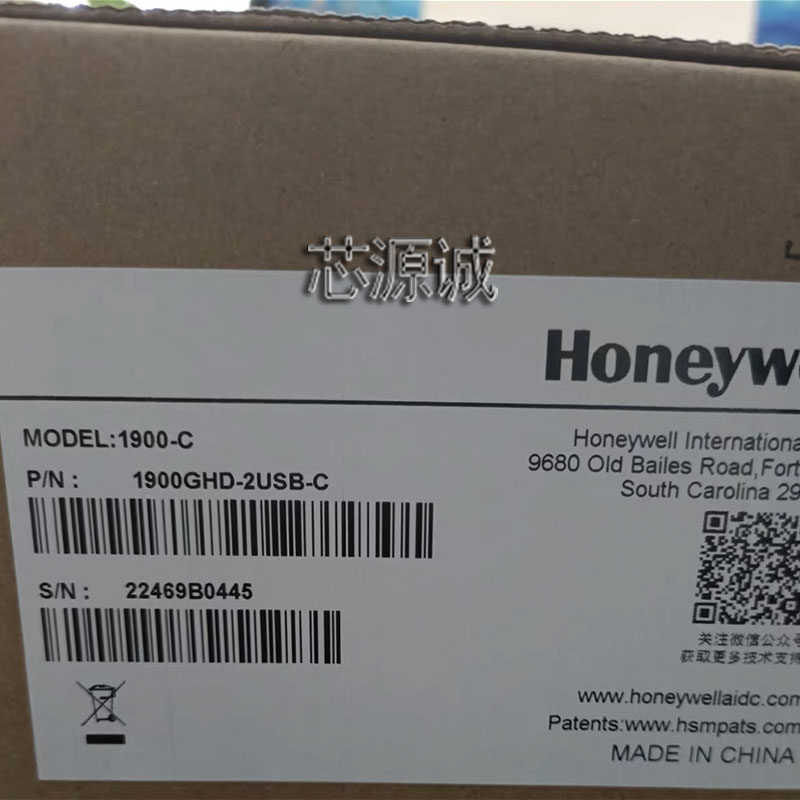 芯源诚
Honeyw
MODEL:1900-C
P/N : 1900GHD-2USB-C
S/N : 22469B0445
Honeywell Internationa
9680 Old Bailes Road,Fort
South Carolina 29
关注微信公众号
获取更多技术支持
www.honeywellaidc.com
Patents:www.hsmpats.com
MADE IN CHINA